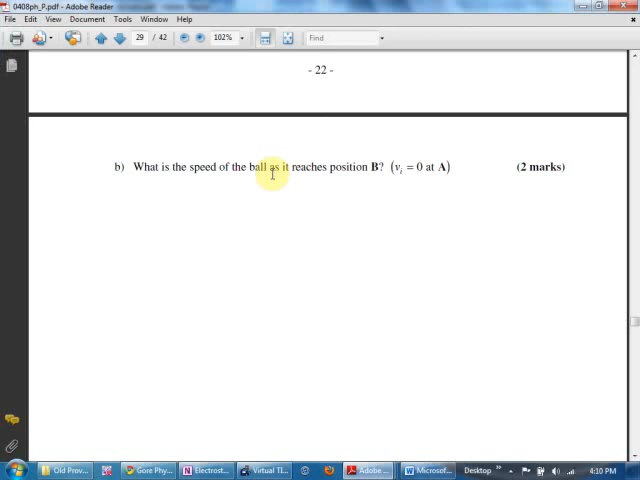 0408ph_P.pdf - Adobe Reader
File Edit View Document Tools Window Help
29 / 42 102% Find
- 22 -
b) What is the speed of the ball as it reaches position B? (vᵢ = 0 at A) (2 marks)
Old Prov... Gore Phy... Electrost... Virtual TI... Adobe ... Microsof... Desktop » 4:10 PM